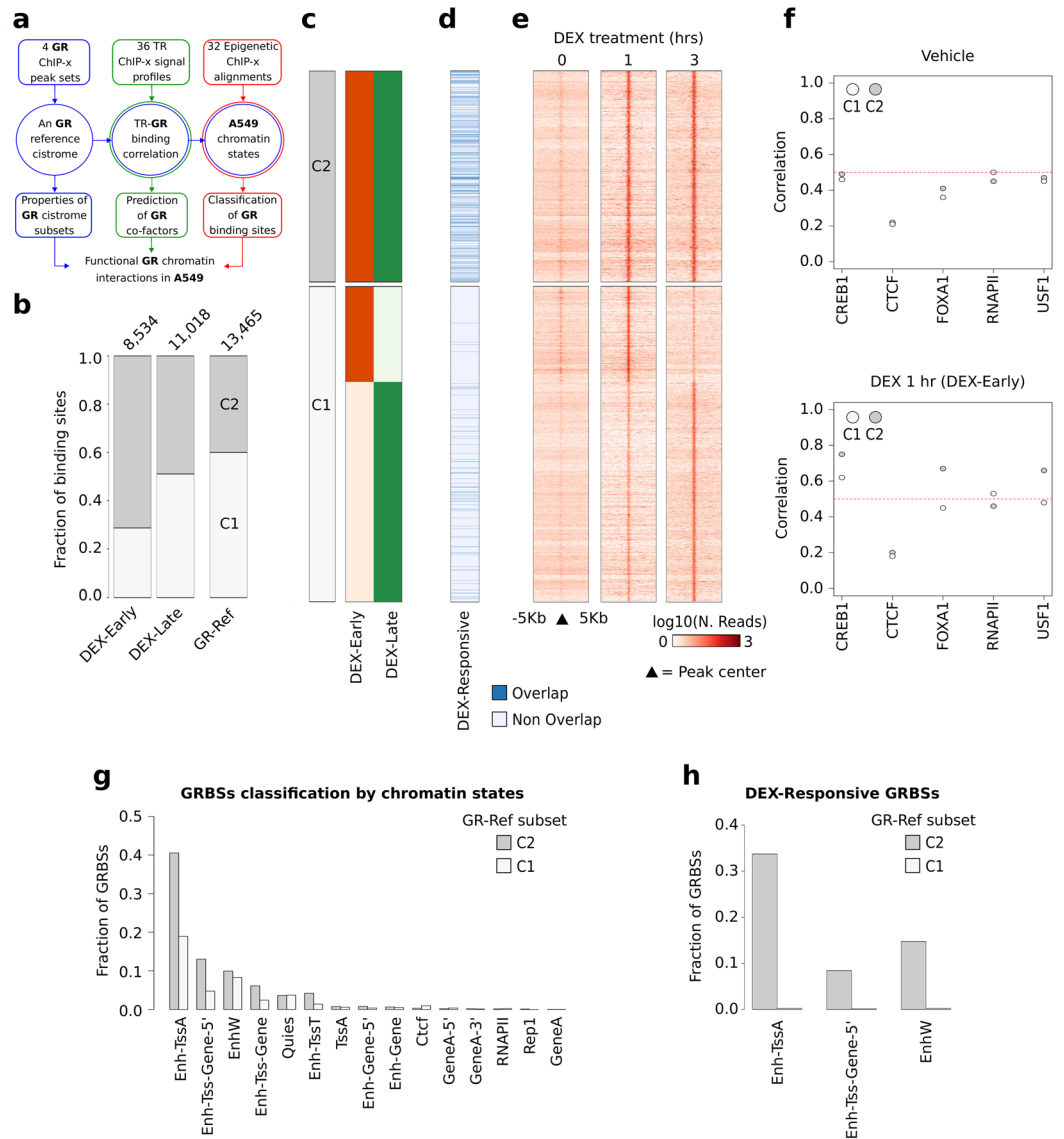 a
4 GR
ChIP-x
peak sets
36 TR
ChIP-x signal
profiles
32 Epigenetic
ChIP-x
alignments
An GR
reference
cistrome
TR-GR
binding
correlation
A549
chromatin
states
Properties of
GR cistrome
subsets
Prediction
of GR
co-factors
Classification
of GR
binding sites
Functional GR chromatin
interactions in A549
b
8,534
11,018
13,465
Fraction of binding sites
1.0
0.8
0.6
0.4
0.2
0.0
C2
C1
DEX-Early
DEX-Late
GR-Ref
c
C2
C1
DEX-Early
DEX-Late
d
DEX-Responsive
Overlap
Non Overlap
e
DEX treatment (hrs)
0 1 3
-5Kb ▲ 5Kb
log10(N. Reads)
0 3
▲ = Peak center
f
Vehicle
C1 C2
Correlation
1.0
0.8
0.6
0.4
0.2
0.0
CREB1
CTCF
FOXA1
RNAPII
USF1
DEX 1 hr (DEX-Early)
C1 C2
Correlation
1.0
0.8
0.6
0.4
0.2
0.0
CREB1
CTCF
FOXA1
RNAPII
USF1
g
GRBSs classification by chromatin states
GR-Ref subset
C2
C1
Fraction of GRBSs
0.5
0.4
0.3
0.2
0.1
0.0
Enh-TssA
Enh-Tss-Gene-5'
EnhW
Enh-Tss-Gene
Quies
Enh-TssT
TssA
Enh-Gene-5'
Enh-Gene
Ctcf
GeneA-5'
GeneA-3'
RNAPII
Rep1
GeneA
h
DEX-Responsive GRBSs
GR-Ref subset
C2
C1
Fraction of GRBSs
0.4
0.3
0.2
0.1
0.0
Enh-TssA
Enh-Tss-Gene-5'
EnhW